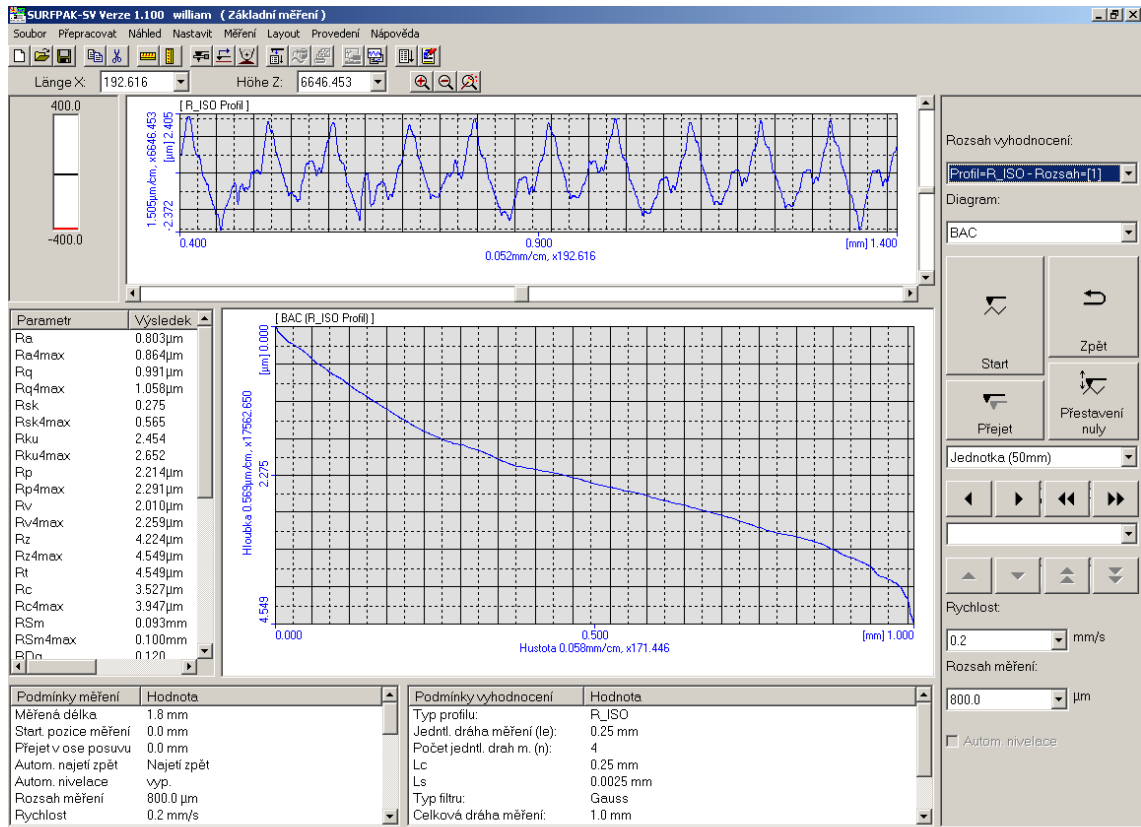 SURFPAK-SV Verze 1.100 william ( Základní měření )
Soubor Přepracovat Náhled Nastavit Měření Layout Provedení Nápověda
Länge X: 192.616 Höhe Z: 6646.453
400.0
-400.0
[ R_ISO Profil ]
1.505µm/cm, x6646.453
-2.372 [µm] 2.405
0.400 0.900 [mm] 1.400
0.052mm/cm, x192.616
Rozsah vyhodnocení:
Profil=R_ISO - Rozsah=[1]
Diagram:
BAC
Start
Zpět
Přejet
Přestavení nuly
Jednotka (50mm)
Rychlost:
0.2 mm/s
Rozsah měření:
800.0 µm
Autom. nivelace
Parametr Výsledek
Ra 0.803µm
Ra4max 0.864µm
Rq 0.991µm
Rq4max 1.058µm
Rsk 0.275
Rsk4max 0.565
Rku 2.454
Rku4max 2.652
Rp 2.214µm
Rp4max 2.291µm
Rv 2.010µm
Rv4max 2.259µm
Rz 4.224µm
Rz4max 4.549µm
Rt 4.549µm
Rc 3.527µm
Rc4max 3.947µm
RSm 0.093mm
RSm4max 0.100mm
RDq 0.120
[ BAC (R_ISO Profil) ]
Hloubka 0.569µm/cm, x17562.650
4.549 2.275 [µm] 0.000
0.000 0.500 [mm] 1.000
Hustota 0.058mm/cm, x171.446
Podmínky měření Hodnota
Měřená délka 1.8 mm
Start. pozice měření 0.0 mm
Přejet v ose posuvu 0.0 mm
Autom. najetí zpět Najetí zpět
Autom. nivelace vyp.
Rozsah měření 800.0 µm
Rychlost 0.2 mm/s
Podmínky vyhodnocení Hodnota
Typ profilu: R_ISO
Jedntl. dráha měření (le): 0.25 mm
Počet jedntl. drah m. (n) 4
Lc 0.25 mm
Ls 0.0025 mm
Typ filtru: Gauss
Celková dráha měření: 1.0 mm